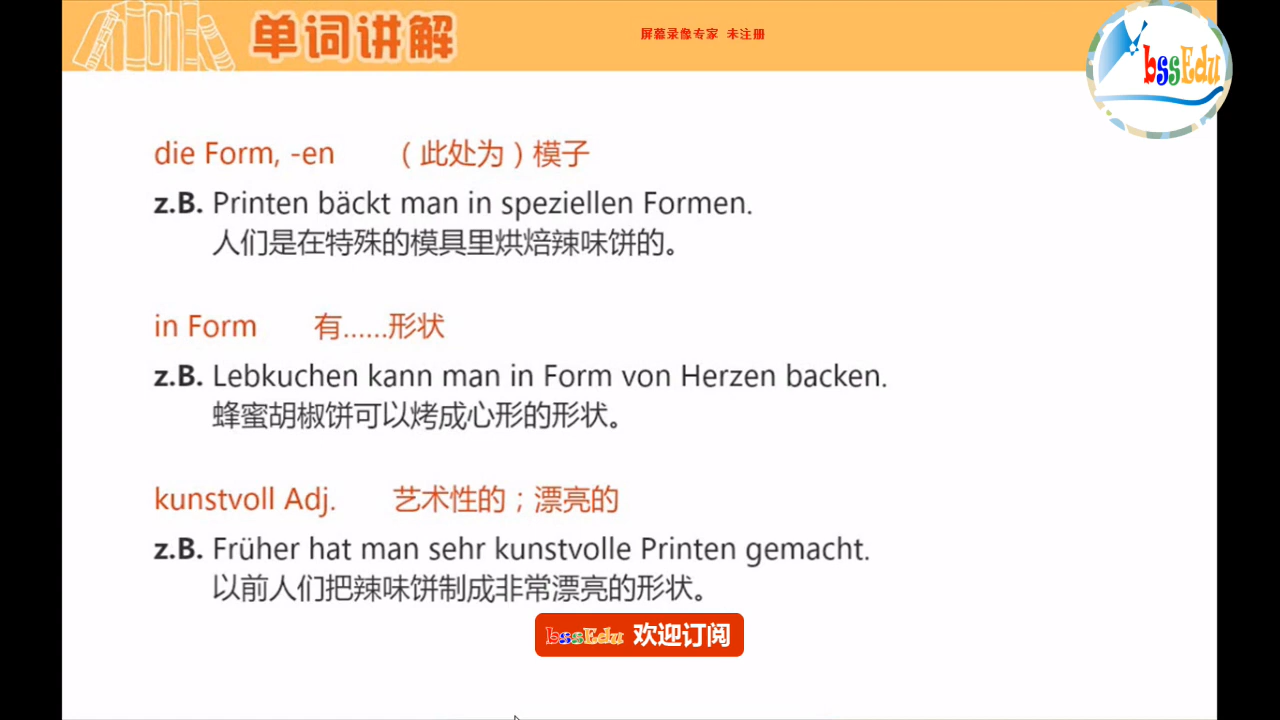 单词讲解
屏幕录像专家 未注册
bssEdu
die Form, -en （此处为）模子
z.B. Printen bäckt man in speziellen Formen.
人们是在特殊的模具里烘焙辣味饼的。
in Form 有……形状
z.B. Lebkuchen kann man in Form von Herzen backen.
蜂蜜胡椒饼可以烤成心形的形状。
kunstvoll Adj. 艺术性的；漂亮的
z.B. Früher hat man sehr kunstvolle Printen gemacht.
以前人们把辣味饼制成非常漂亮的形状。
bssEdu 欢迎订阅